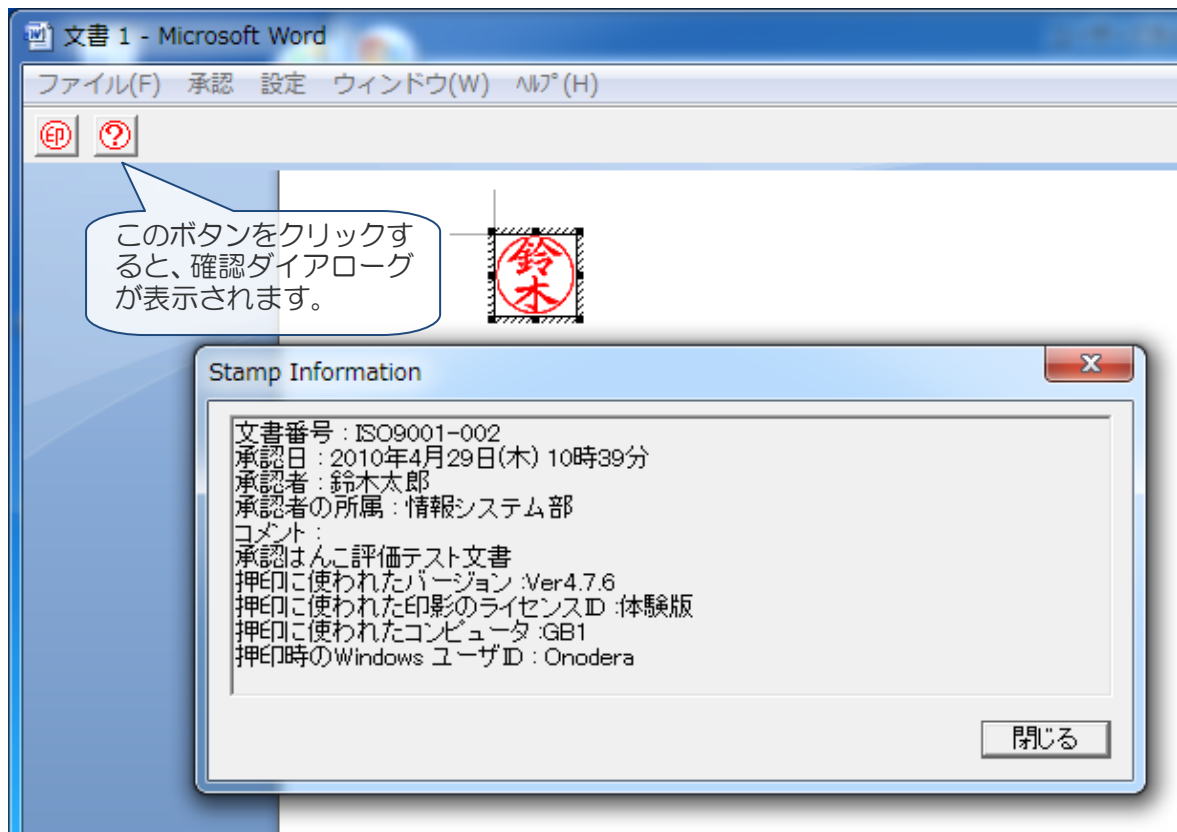 文書 1 - Microsoft Word
ファイル(F) 承認 設定 ウィンドウ(W) ヘルプ(H)
印 ?
このボタンをクリックす
ると、確認ダイアローグ
が表示されます。
鈴
木
Stamp Information
文書番号：ISO9001-002
承認日：2010年4月29日(木) 10時39分
承認者：鈴木太郎
承認者の所属：情報システム部
コメント：
承認はんこ評価テスト文書
押印に使われたバージョン :Ver4.7.6
押印に使われた印影のライセンスID :体験版
押印に使われたコンピュータ :GB1
押印時のWindows ユーザID : Onodera
閉じる